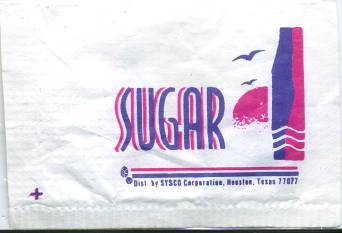 SUGAR
® Dist. by SYSCO Corporation, Houston, Texas 77077